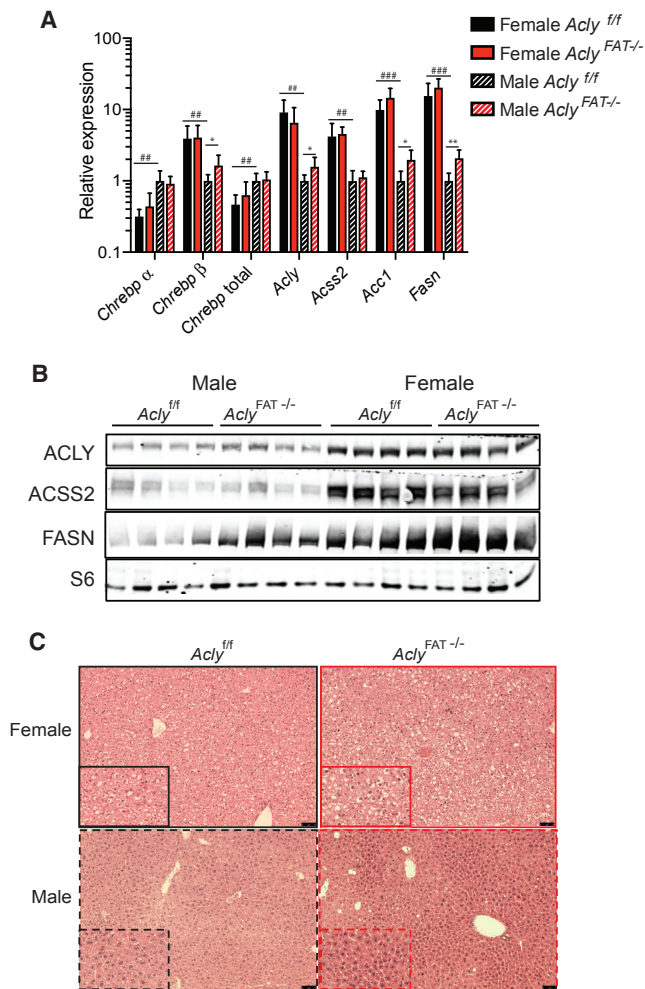 A
Female Acly f/f
Female Acly FAT-/-
Male Acly f/f
Male Acly FAT-/-
Relative expression
100
10
1
0.1
## ## * ## ## * ## ### * ### **
Chrebp α
Chrebp β
Chrebp total
Acly
Acss2
Acc1
Fasn
B
Male Female
Acly f/f Acly FAT -/- Acly f/f Acly FAT -/-
ACLY
ACSS2
FASN
S6
C
Acly f/f Acly FAT -/-
Female
Male